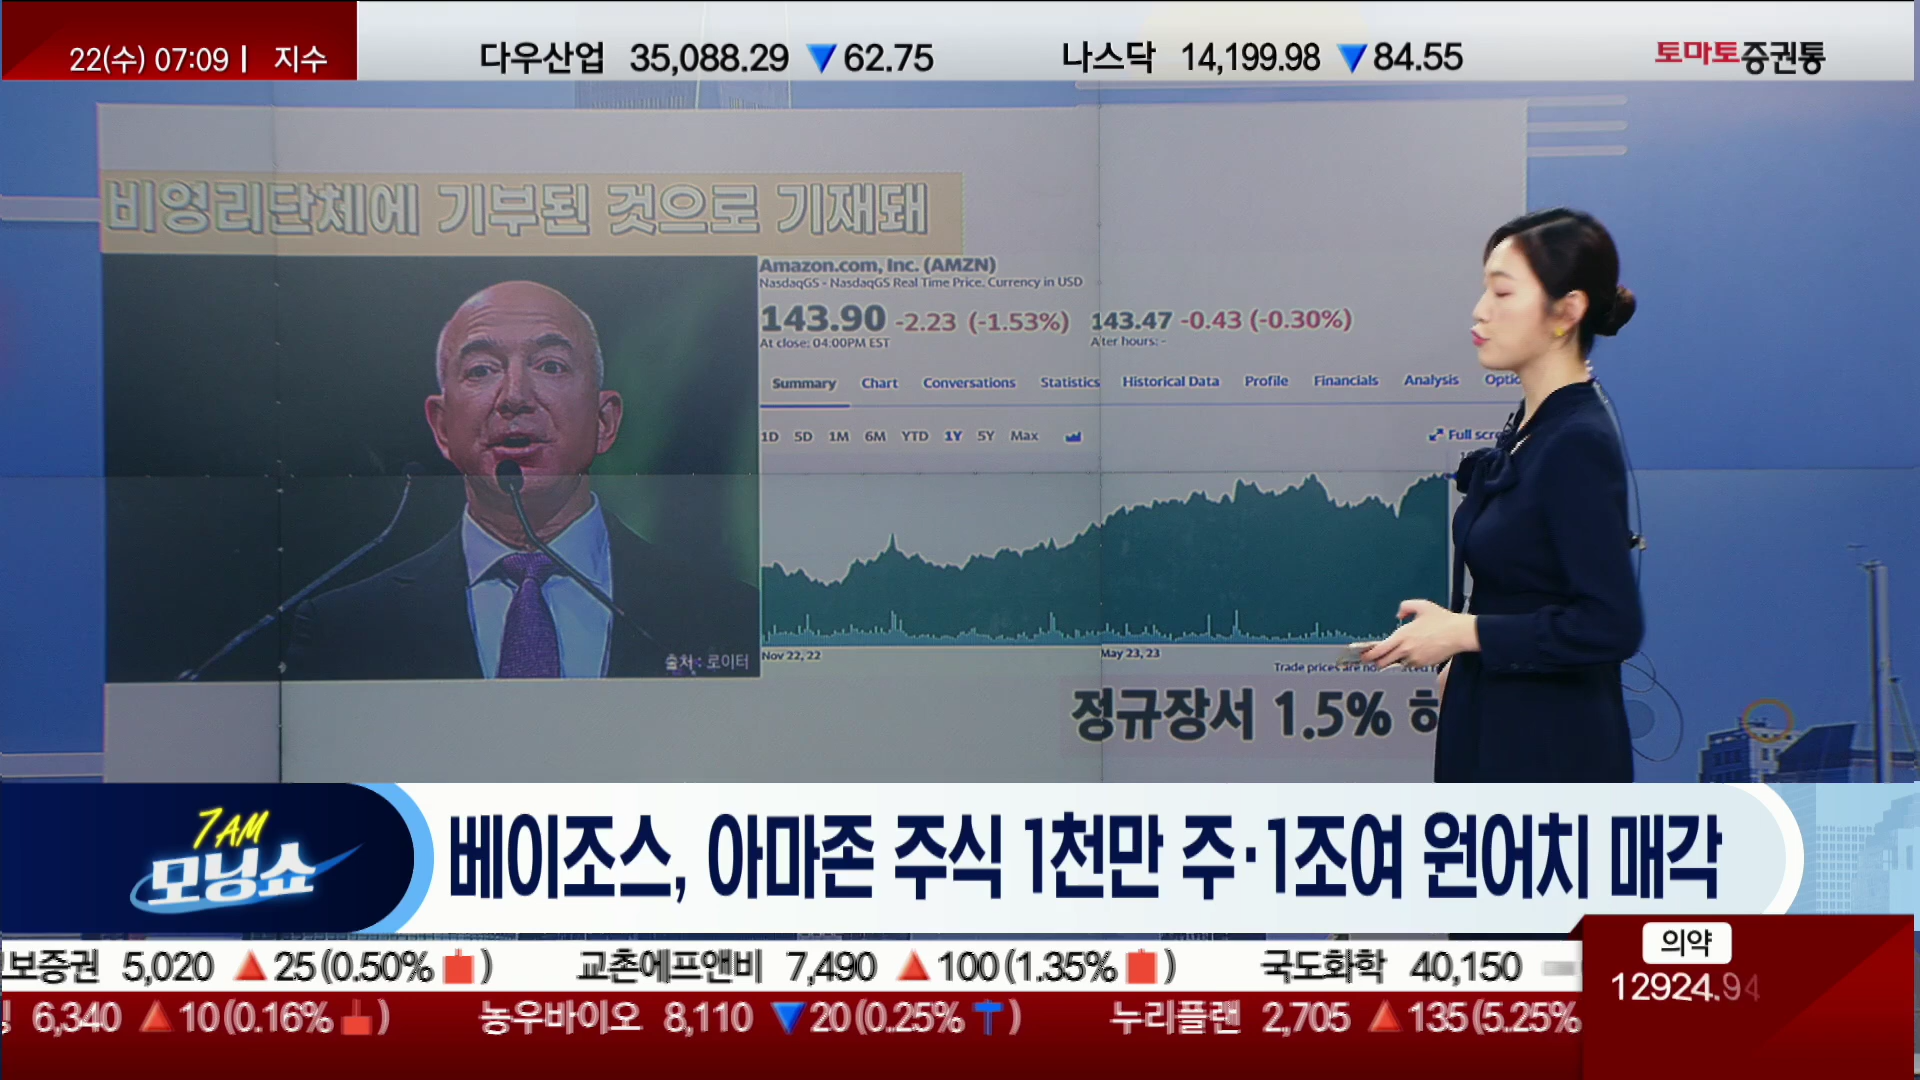 22(수) 07:09 | 지수
다우산업 35,088.29 ▼62.75
나스닥 14,199.98 ▼84.55
토마토증권통
비영리단체에 기부된 것으로 기재돼
Amazon.com, Inc. (AMZN)
NasdaqGS - NasdaqGS Real Time Price. Currency in USD
143.90 -2.23 (-1.53%) 143.47 -0.43 (-0.30%)
At close: 04:00PM EST
After hours: -
Summary Chart Conversations Statistics Historical Data Profile Financials Analysis
1D 5D 1M 6M YTD 1Y 5Y Max
Full
출처 : 로이터
Nov 22, 22
May 23, 23
Trade prices are
정규장서 1.5%
7AM
모닝쇼
베이조스, 아마존 주식 1천만 주·1조여 원어치 매각
보증권 5,020 ▲25(0.50%)
교촌에프앤비 7,490 ▲100(1.35%)
국도화학 40,150
6,340 ▲10(0.16%)
농우바이오 8,110 ▼20(0.25%)
누리플랜 2,705 ▲135(5.25%
의약
12924.94